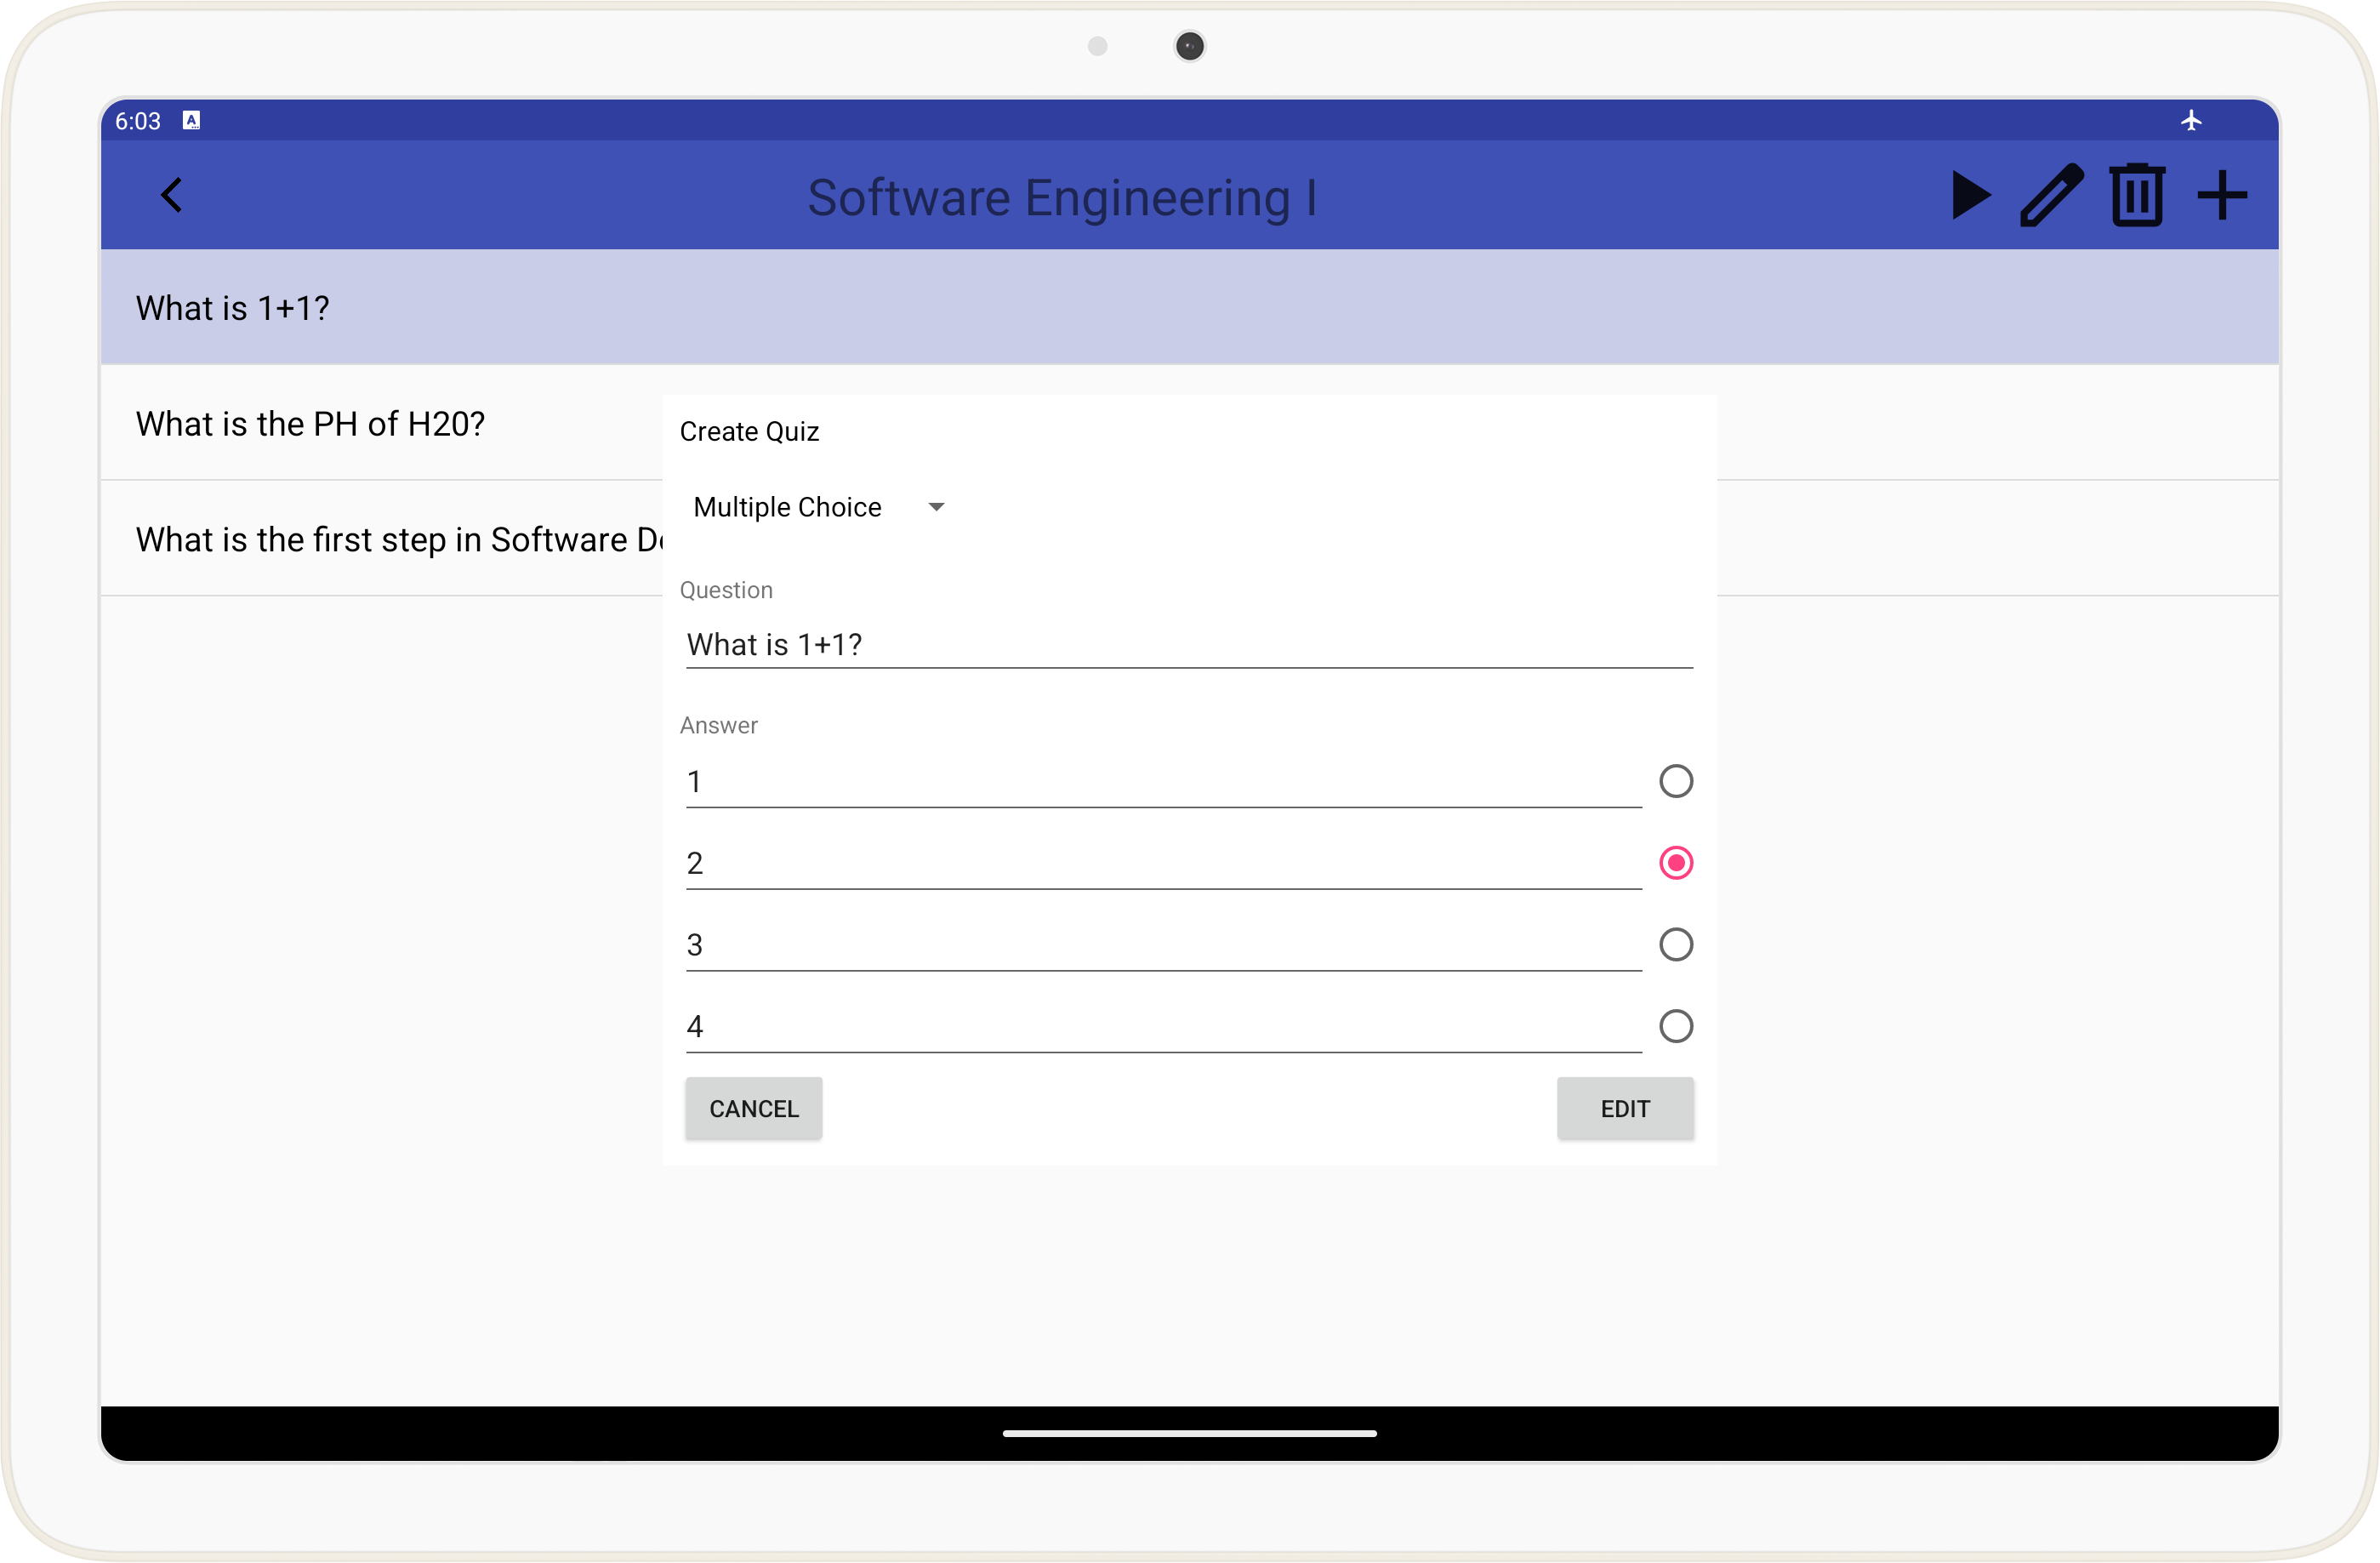 6:03 A
Software Engineering I
What is 1+1?
What is the PH of H20?
What is the first step in Software
Create Quiz
Multiple Choice
Question
What is 1+1?
Answer
1
2
3
4
CANCEL EDIT